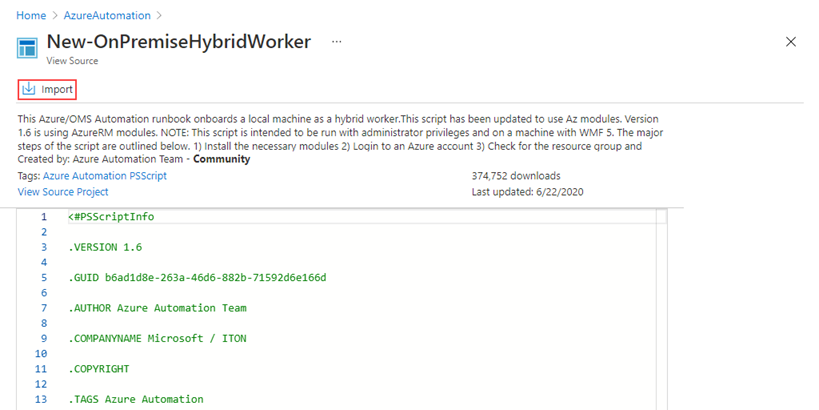 Home > AzureAutomation >
New-OnPremiseHybridWorker ...
View Source
Import
This Azure/OMS Automation runbook onboards a local machine as a hybrid worker.This script has been updated to use Az modules. Version
1.6 is using AzureRM modules. NOTE: This script is intended to be run with administrator privileges and on a machine with WMF 5. The major
steps of the script are outlined below. 1) Install the necessary modules 2) Login to an Azure account 3) Check for the resource group and
Created by: Azure Automation Team - Community
Tags: Azure Automation PSScript
374,752 downloads
View Source Project
Last updated: 6/22/2020
1 <#PSScriptInfo
2
3 .VERSION 1.6
4
5 .GUID b6ad1d8e-263a-46d6-882b-71592d6e166d
6
7 .AUTHOR Azure Automation Team
8
9 .COMPANYNAME Microsoft / ITON
10
11 .COPYRIGHT
12
13 .TAGS Azure Automation